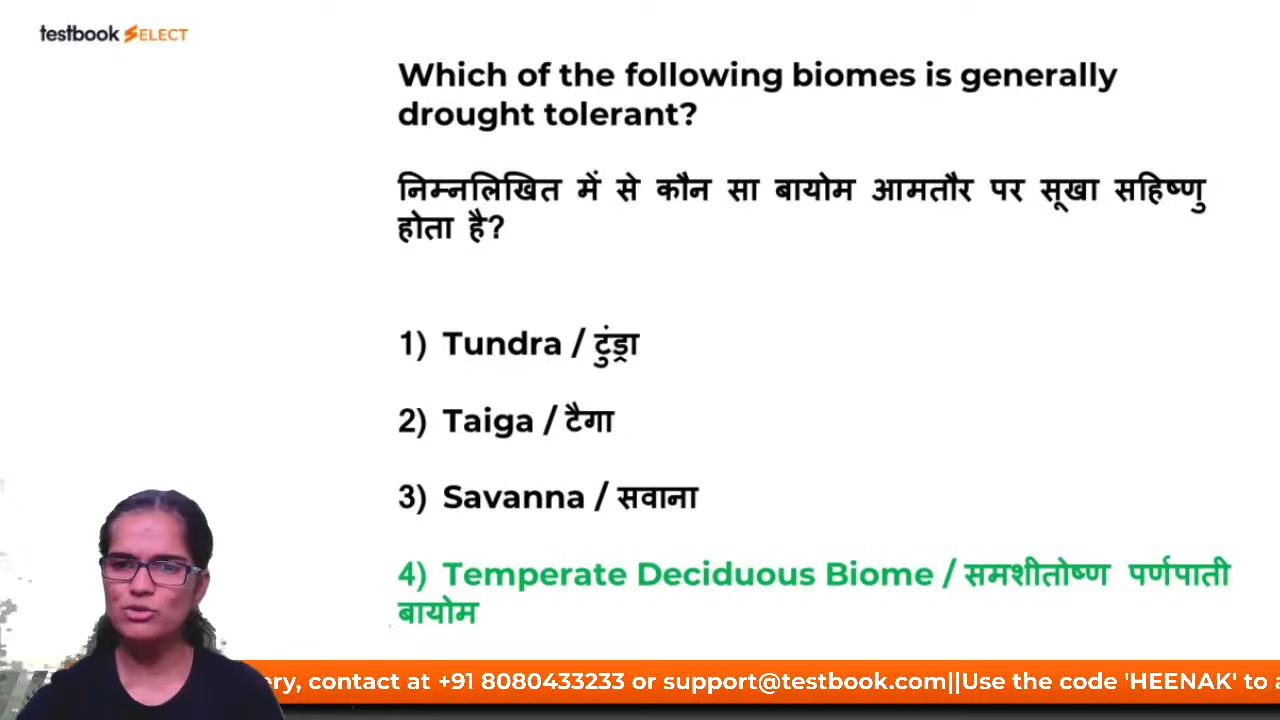 testbook SELECT
Which of the following biomes is generally
drought tolerant?
निम्नलिखित में से कौन सा बायोम आमतौर पर सूखा सहिष्णु
होता है?
1) Tundra / टुंड्रा
2) Taiga / टैगा
3) Savanna / सवाना
4) Temperate Deciduous Biome / समशीतोष्ण पर्णपाती
बायोम
contact at +91 8080433233 or support@testbook.com||Use the code 'HEENAK' to